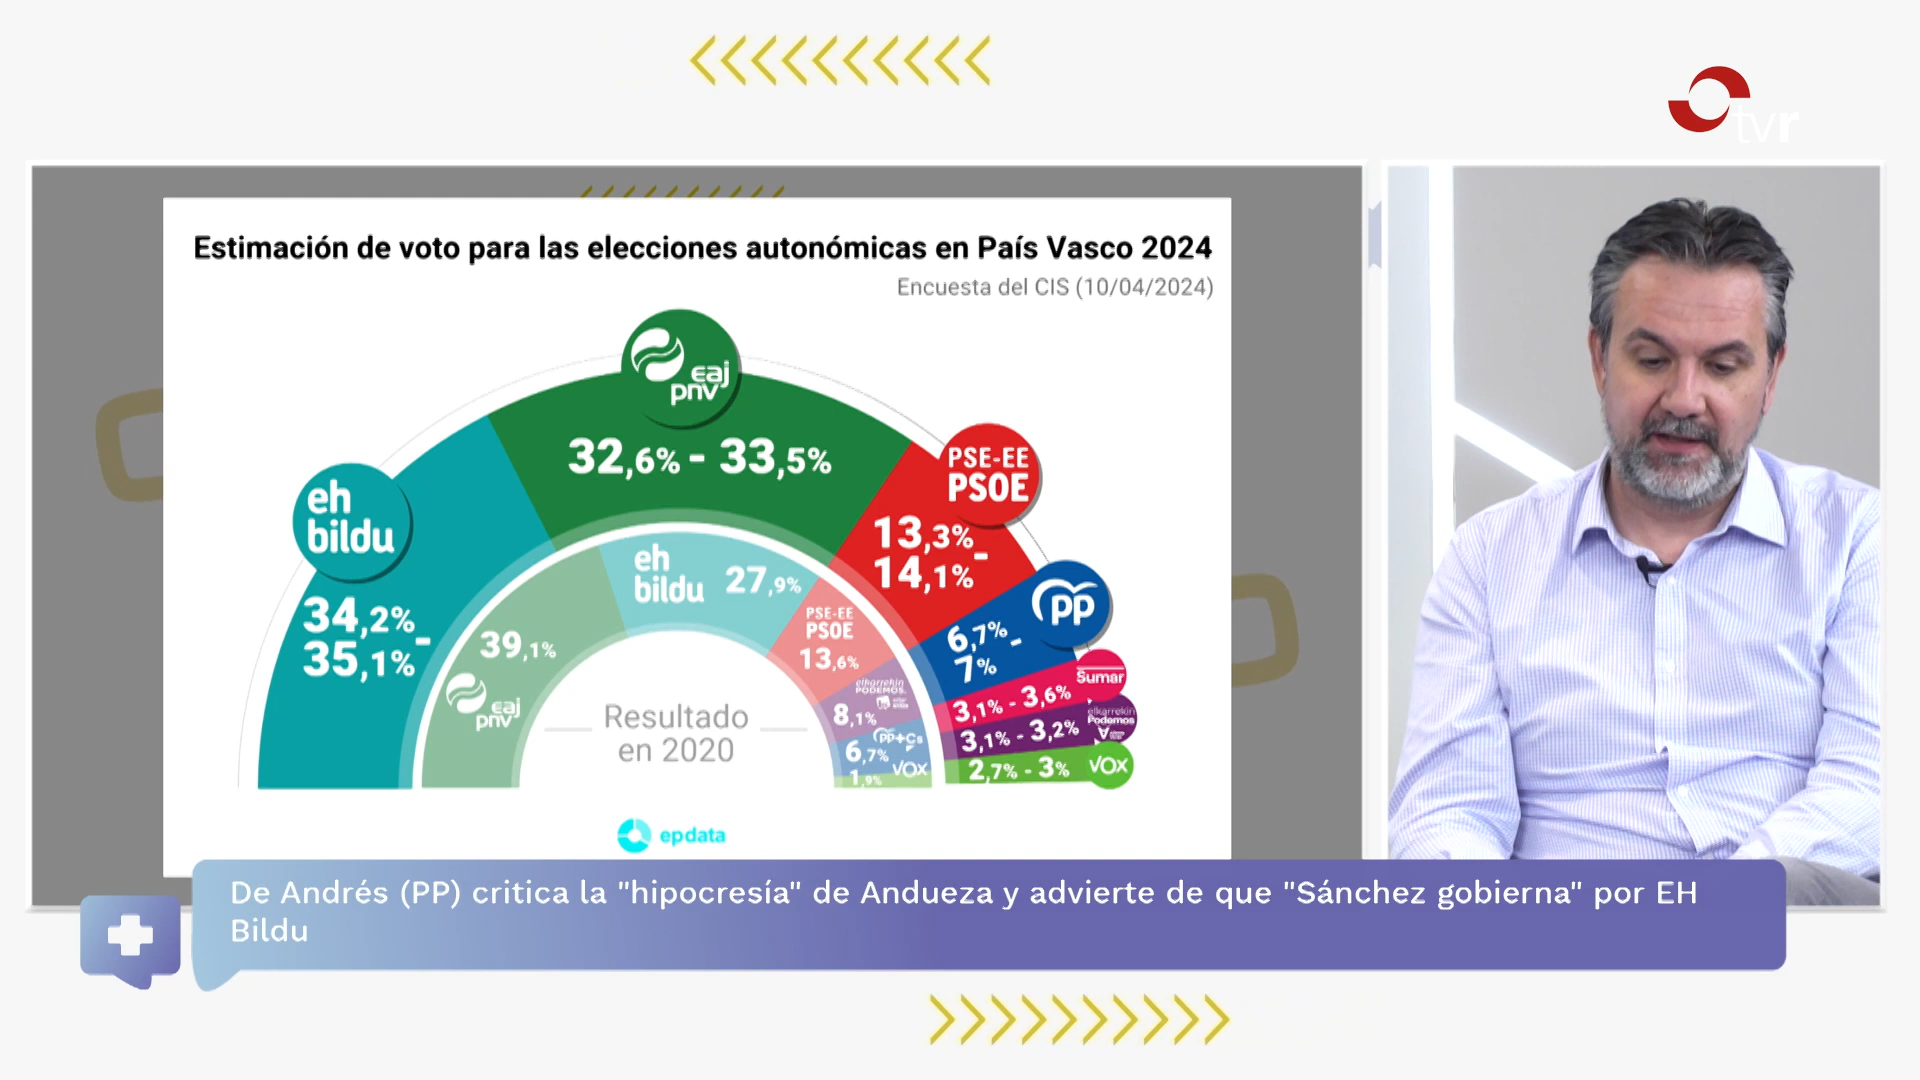 tvr
Estimación de voto para las elecciones autonómicas en País Vasco 2024
Encuesta del CIS (10/04/2024)
eaj
pnv
32,6% - 33,5%
PSE-EE
PSOE
13,3% -
14,1%
eh
bildu
34,2% -
35,1%
pp
6,7% -
7%
Sumar
3,1% - 3,6%
elkarrekin
Podemos
3,1% - 3,2%
VOX
2,7% - 3%
eh
bildu
27,9%
PSE-EE
PSOE
13,6%
39,1%
eaj
pnv
elkarrekin
PODEMOS.
8,1%
PP+Cs
6,7%
VOX
1,9%
Resultado
en 2020
epdata
De Andrés (PP) critica la "hipocresía" de Andueza y advierte de que "Sánchez gobierna" por EH
Bildu